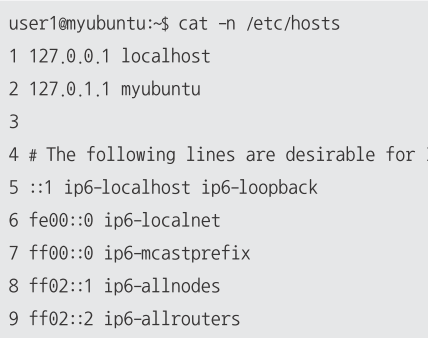 user1@myubuntu:~$ cat -n /etc/hosts
1 127.0.0.1 localhost
2 127.0.1.1 myubuntu
3
4 # The following lines are desirable for
5 ::1 ip6-localhost ip6-loopback
6 fe00::0 ip6-localnet
7 ff00::0 ip6-mcastprefix
8 ff02::1 ip6-allnodes
9 ff02::2 ip6-allrouters